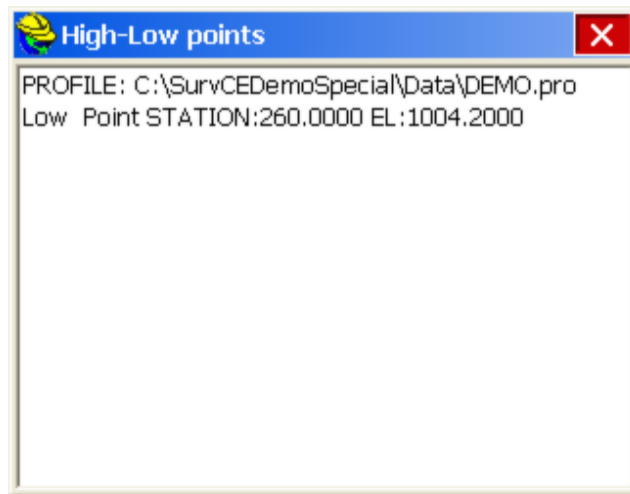 High-Low points
PROFILE: C:\SurvCEDemoSpecial\Data\DEMO.pro
Low  Point STATION:260.0000 EL:1004.2000